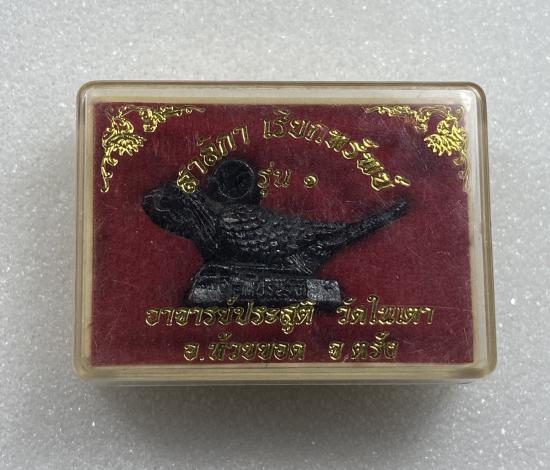 สาลิกา เรียกทรัพย์
รุ่น ๑
อาจารย์ประสูติ วัดในเตา
อ.ห้วยยอด จ.ตรัง